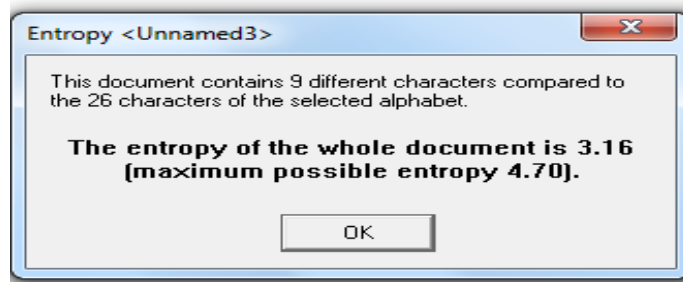 Entropy <Unnamed3>
This document contains 9 different characters compared to
the 26 characters of the selected alphabet.
The entropy of the whole document is 3.16
(maximum possible entropy 4.70).
OK